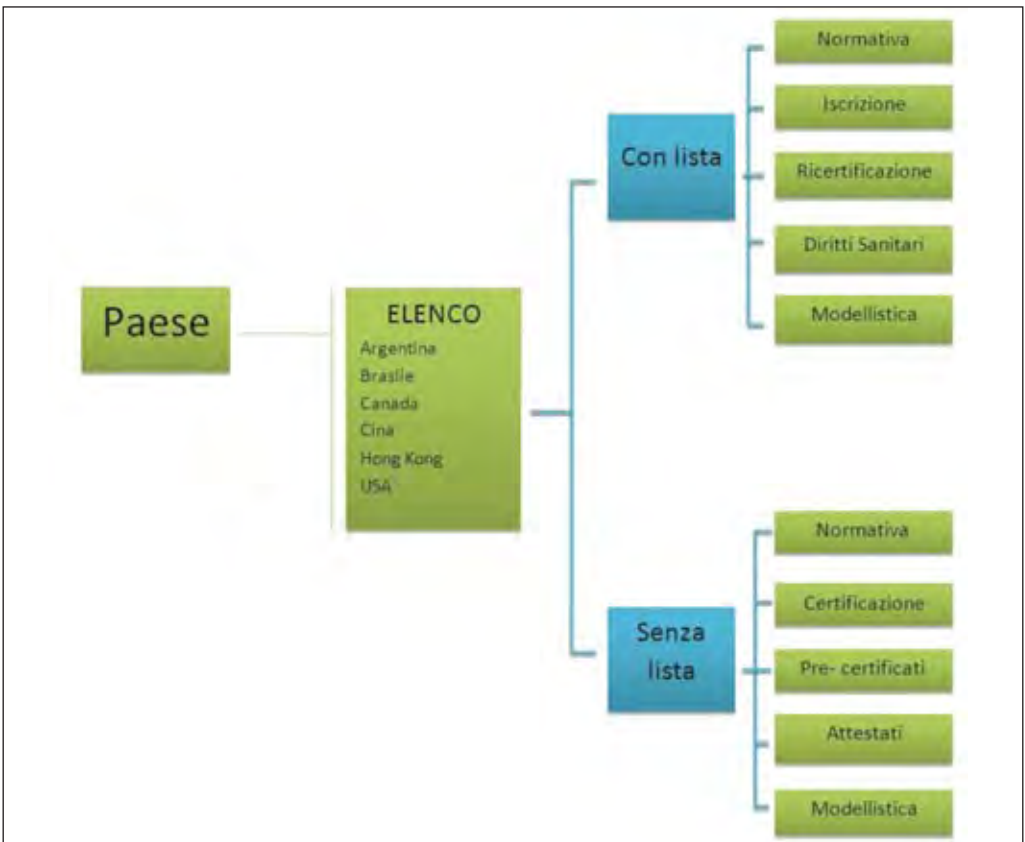 Paese
ELENCO
Argentina
Brasile
Canada
Cina
Hong Kong
USA
Con lista
Normativa
Iscrizione
Ricertificazione
Diritti Sanitari
Modellistica
Senza
lista
Normativa
Certificazione
Pre- certificati
Attestati
Modellistica